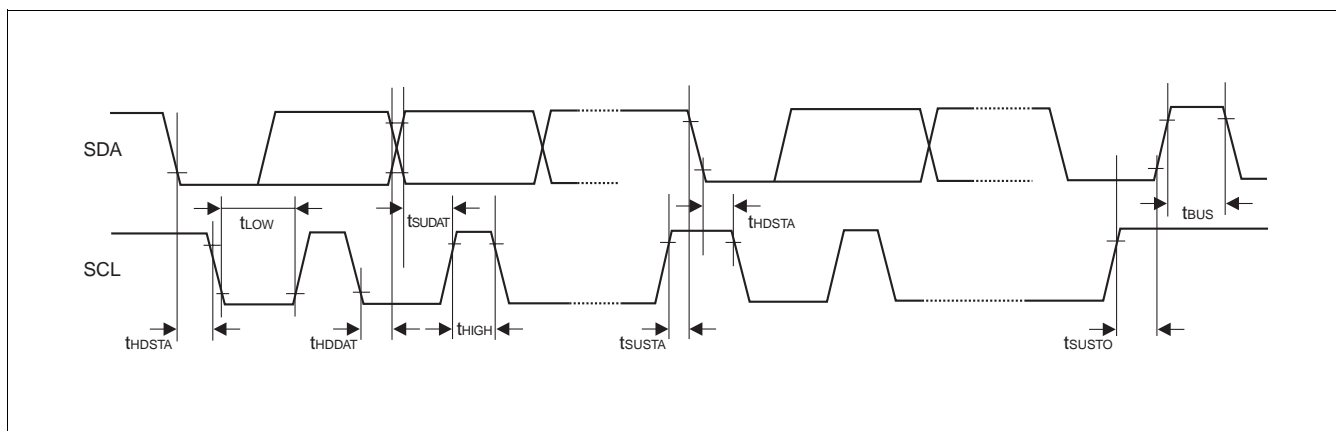 SDA
tLOW
tSUDAT
tHDSTA
tBUS
SCL
tHDSTA
tHDDAT
tHIGH
tSUSTA
tSUSTO